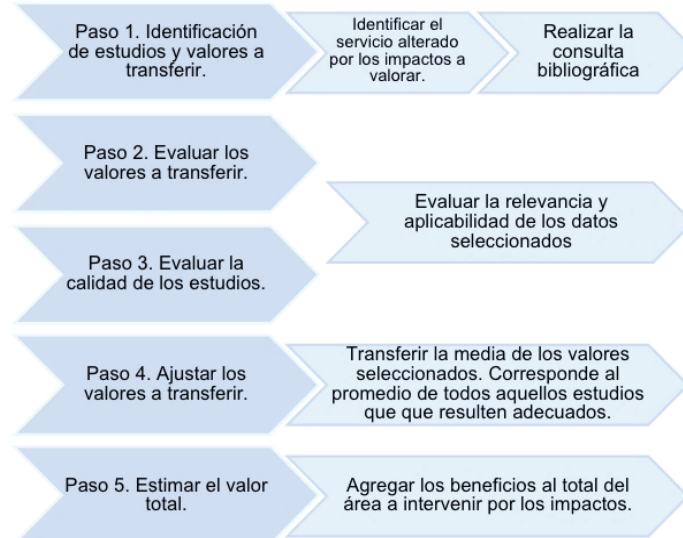 Paso 1. Identificación
de estudios y valores a
transferir.
Identificar el
servicio alterado
por los impactos a
valorar.
Realizar la
consulta
bibliográfica
Paso 2. Evaluar los
valores a transferir.
Evaluar la relevancia y
aplicabilidad de los datos
seleccionados
Paso 3. Evaluar la
calidad de los estudios.
Paso 4. Ajustar los
valores a transferir.
Transferir la media de los valores
seleccionados. Corresponde al
promedio de todos aquellos estudios
que que resulten adecuados.
Paso 5. Estimar el valor
total.
Agregar los beneficios al total del
área a intervenir por los impactos.